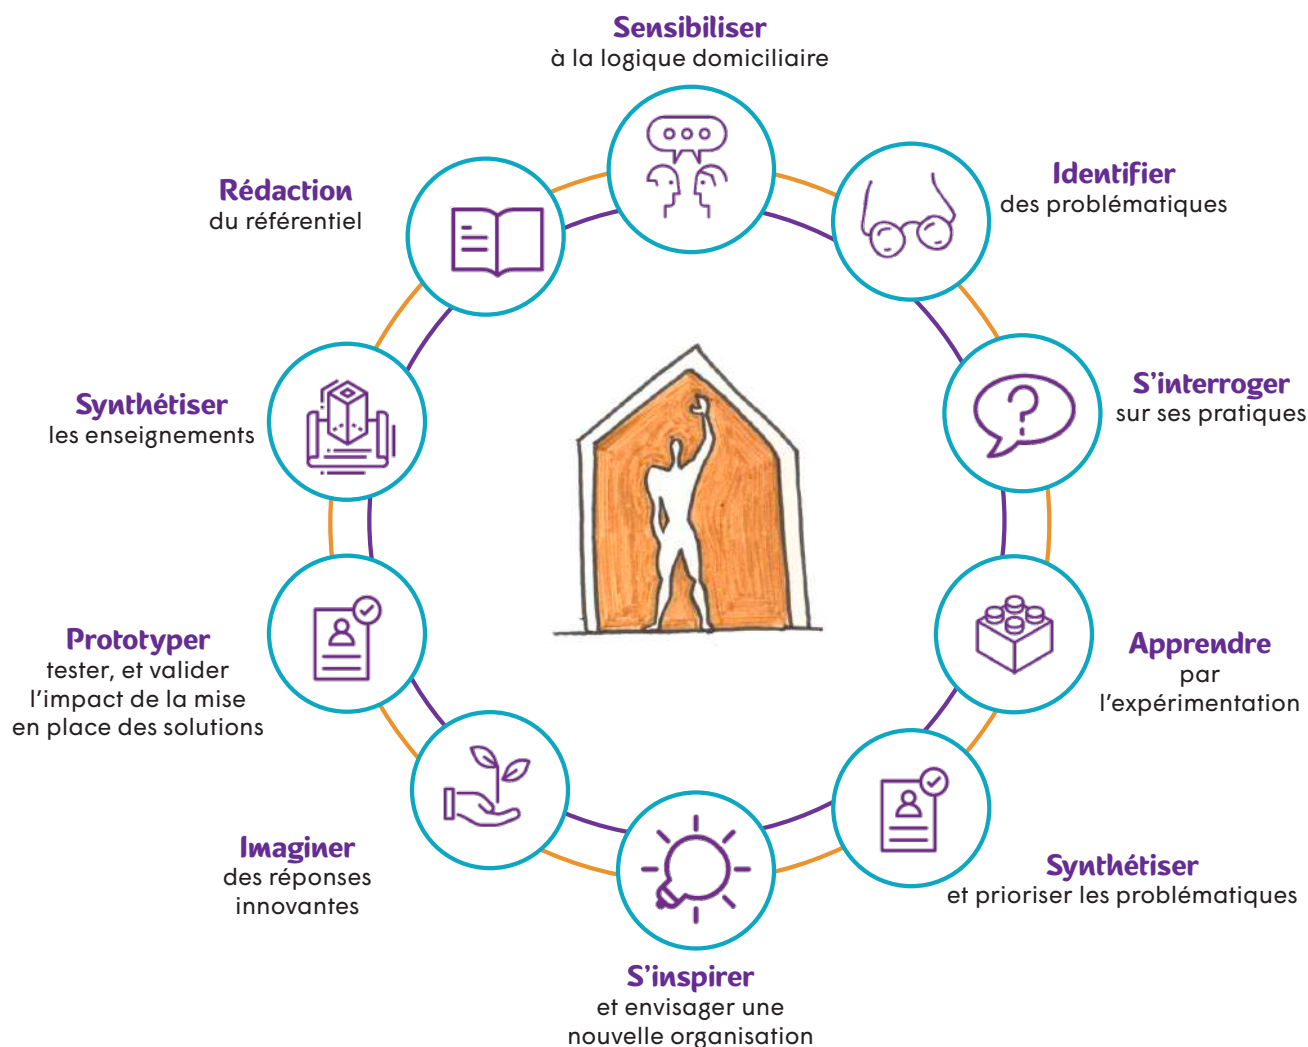 Sensibiliser
à la logique domiciliaire
Identifier
des problématiques
S'interroger
sur ses pratiques
Apprendre
par
l'expérimentation
Synthétiser
et prioriser les problématiques
S'inspirer
et envisager une
nouvelle organisation
Imaginer
des réponses
innovantes
Prototyper
tester, et valider
l'impact de la mise
en place des solutions
Synthétiser
les enseignements
Rédaction
du référentiel